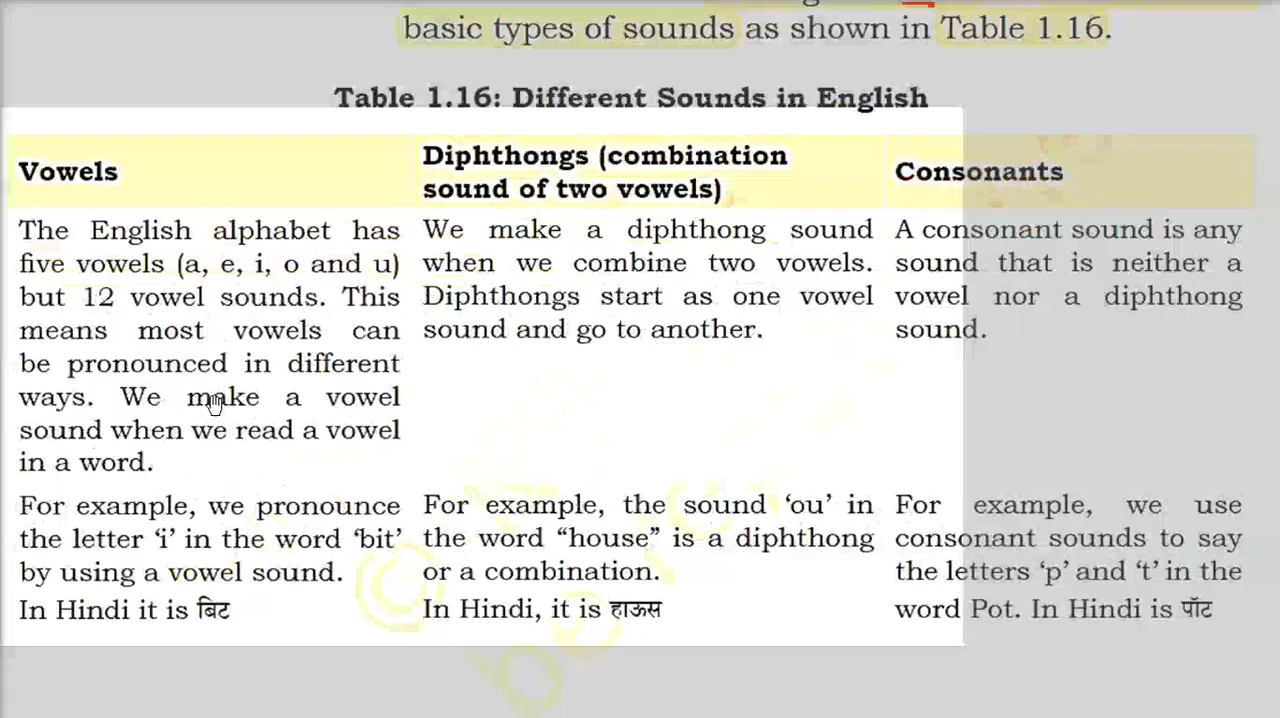 basic types of sounds as shown in Table 1.16.
Table 1.16: Different Sounds in English
Vowels
Diphthongs (combination
sound of two vowels)
Consonants
The English alphabet has
five vowels (a, e, i, o and u)
but 12 vowel sounds. This
means most vowels can
be pronounced in different
ways. We make a vowel
sound when we read a vowel
in a word.
We make a diphthong sound
when we combine two vowels.
Diphthongs start as one vowel
sound and go to another.
A consonant sound is any
sound that is neither a
vowel nor a diphthong
sound.
For example, we pronounce
the letter ‘i’ in the word ‘bit’
by using a vowel sound.
In Hindi it is बिट
For example, the sound ‘ou’ in
the word “house” is a diphthong
or a combination.
In Hindi, it is हाऊस
For example, we use
consonant sounds to say
the letters ‘p’ and ‘t’ in the
word Pot. In Hindi is पॉट